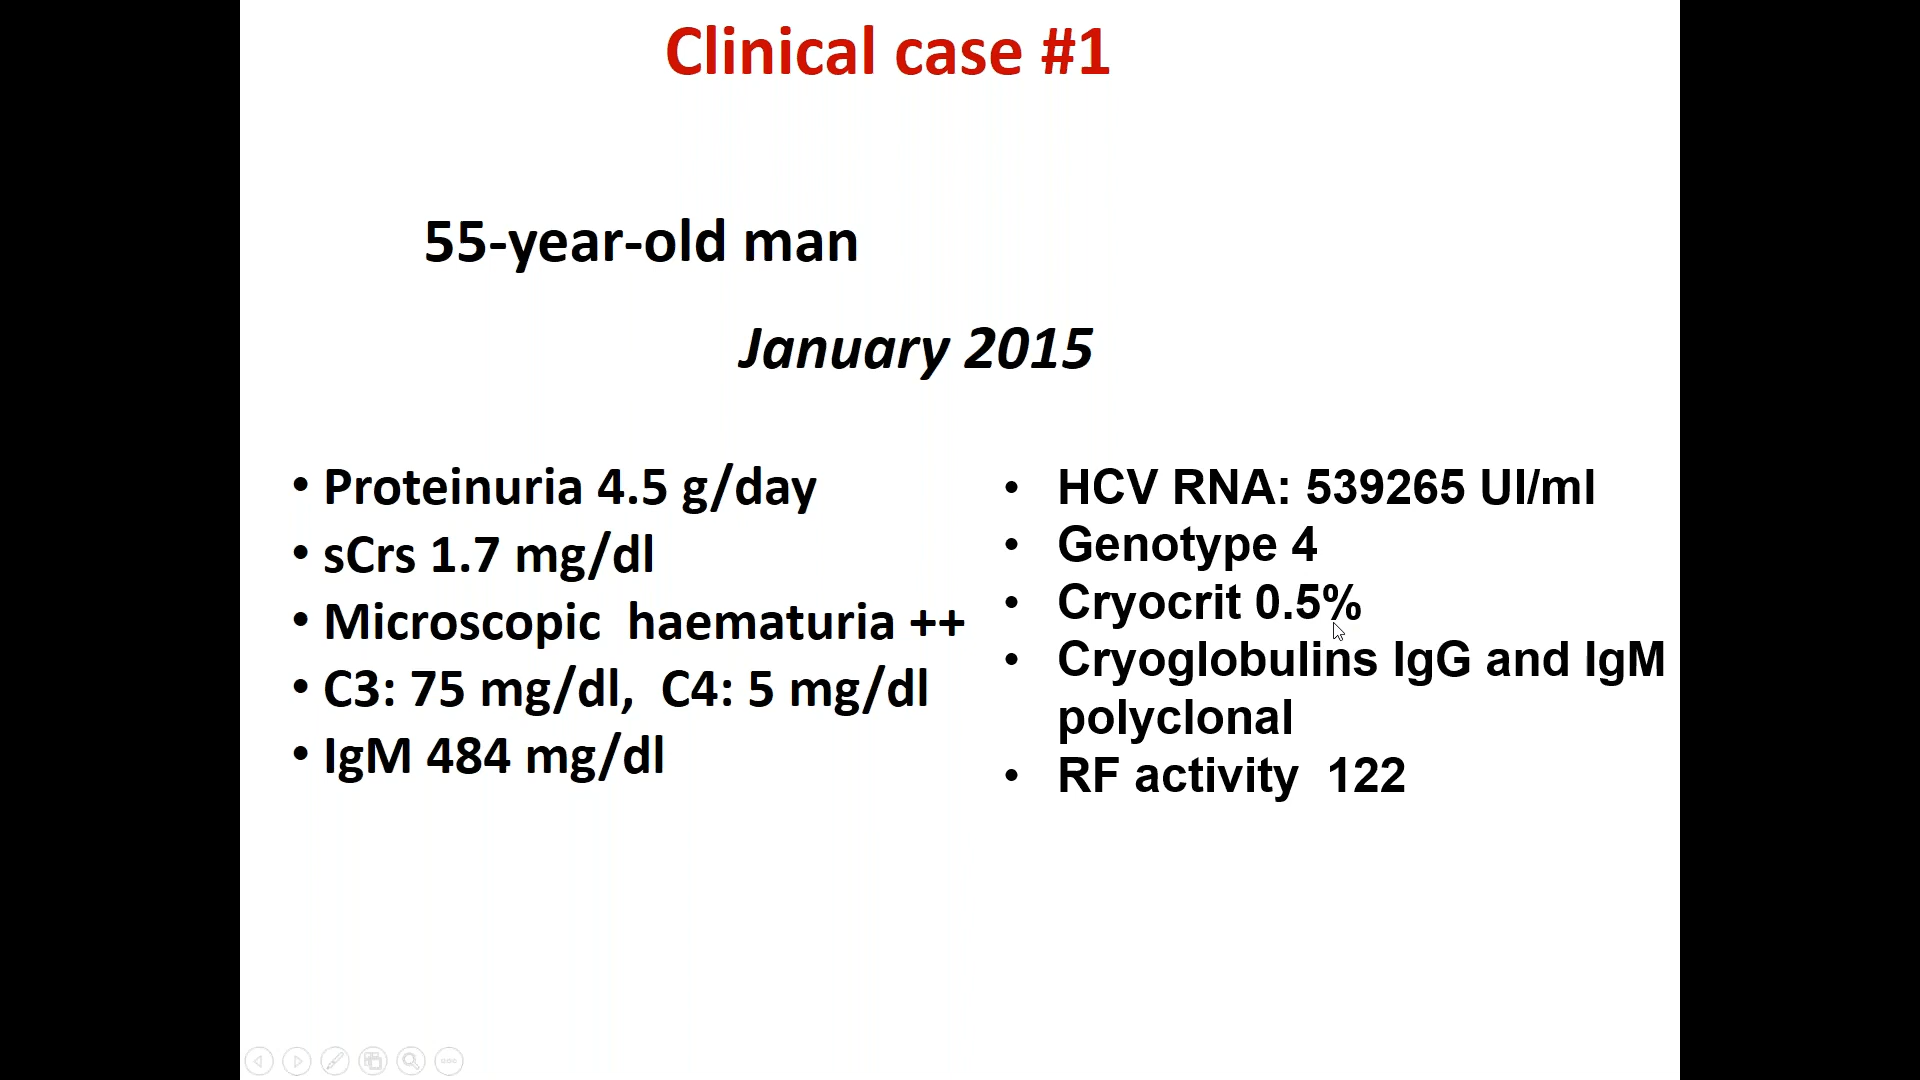 Clinical case #1
55-year-old man
January 2015
• Proteinuria 4.5 g/day
• sCrs 1.7 mg/dl
• Microscopic haematuria ++
• C3: 75 mg/dl, C4: 5 mg/dl
• IgM 484 mg/dl
• HCV RNA: 539265 UI/ml
• Genotype 4
• Cryocrit 0.5%
• Cryoglobulins IgG and IgM
polyclonal
• RF activity 122